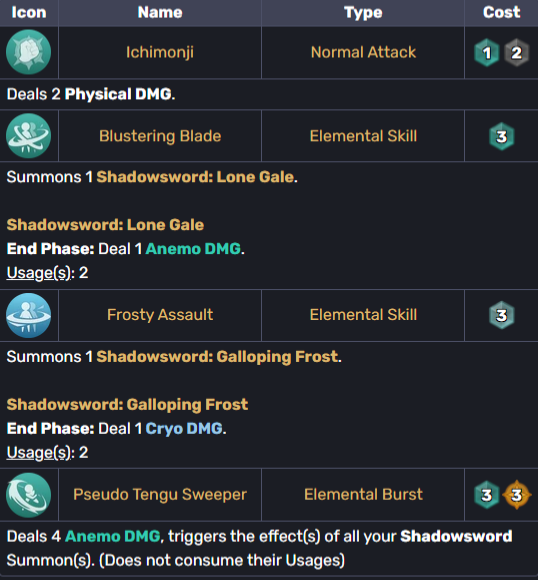 Icon Name Type Cost
Ichimonji Normal Attack 1 2
Deals 2 Physical DMG.
Blustering Blade Elemental Skill 3
Summons 1 Shadowsword: Lone Gale.
Shadowsword: Lone Gale
End Phase: Deal 1 Anemo DMG.
Usage(s): 2
Frosty Assault Elemental Skill 3
Summons 1 Shadowsword: Galloping Frost.
Shadowsword: Galloping Frost
End Phase: Deal 1 Cryo DMG.
Usage(s): 2
Pseudo Tengu Sweeper Elemental Burst 3 3
Deals 4 Anemo DMG, triggers the effect(s) of all your Shadowsword
Summon(s). (Does not consume their Usages)